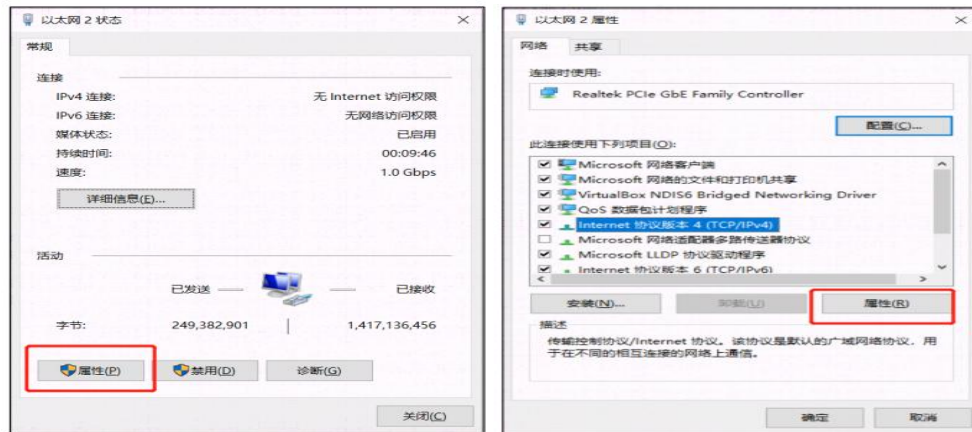 以太网 2 状态
常规
连接
IPv4 连接: 无 Internet 访问权限
IPv6 连接: 无网络访问权限
媒体状态: 已启用
持续时间: 00:09:46
速度: 1.0 Gbps
详细信息(E)...
活动
已发送 — — 已接收
字节: 249,382,901 1,417,136,456
属性(P) 禁用(D) 诊断(G)
关闭(C)
以太网 2 属性
网络 共享
连接时使用:
Realtek PCIe GbE Family Controller
配置(C)...
此连接使用下列项目(O):
Microsoft 网络客户端
Microsoft 网络的文件和打印机共享
VirtualBox NDIS6 Bridged Networking Driver
QoS 数据包计划程序
Internet 协议版本 4 (TCP/IPv4)
Microsoft 网络适配器多路传送器协议
Microsoft LLDP 协议驱动程序
Internet 协议版本 6 (TCP/IPv6)
安装(N)... 卸载(U) 属性(R)
描述
传输控制协议/Internet 协议。该协议是默认的广域网络协议，用
于在不同的相互连接的网络上通信。
确定 取消